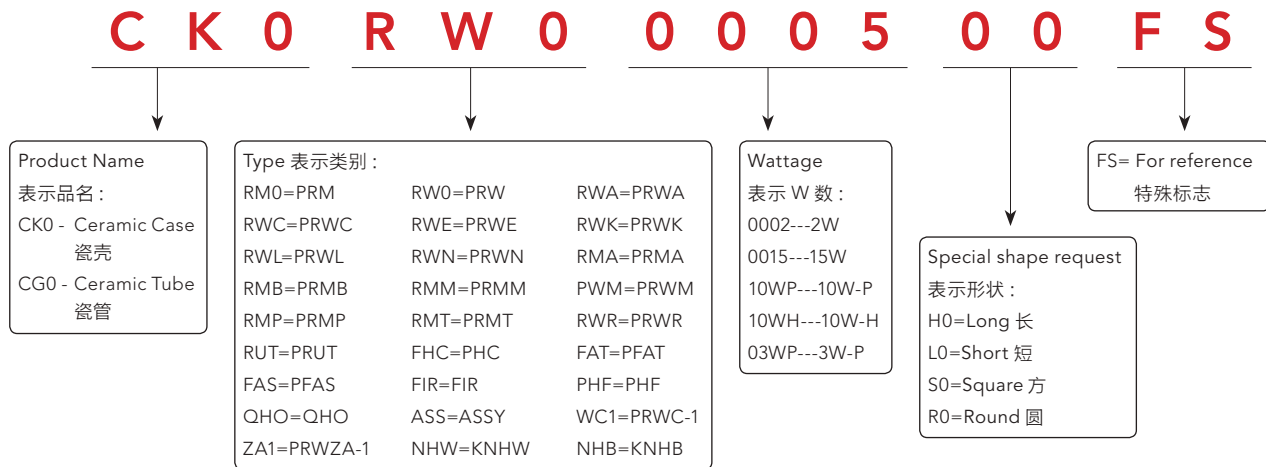 C K 0 R W 0 0 0 0 5 0 0 F S
Product Name
表示品名 :
CK0 - Ceramic Case
瓷壳
CG0 - Ceramic Tube
瓷管
Type 表示类别 :
RM0=PRM RW0=PRW RWA=PRWA
RWC=PRWC RWE=PRWE RWK=PRWK
RWL=PRWL RWN=PRWN RMA=PRMA
RMB=PRMB RMM=PRMM PWM=PRWM
RMP=PRMP RMT=PRMT RWR=PRWR
RUT=PRUT FHC=PHC FAT=PFAT
FAS=PFAS FIR=FIR PHF=PHF
QHO=QHO ASS=ASSY WC1=PRWC-1
ZA1=PRWZA-1 NHW=KNHW NHB=KNHB
Wattage
表示 W 数 :
0002---2W
0015---15W
10WP---10W-P
10WH---10W-H
03WP---3W-P
Special shape request
表示形状 :
H0=Long 长
L0=Short 短
S0=Square 方
R0=Round 圆
FS= For reference
特殊标志